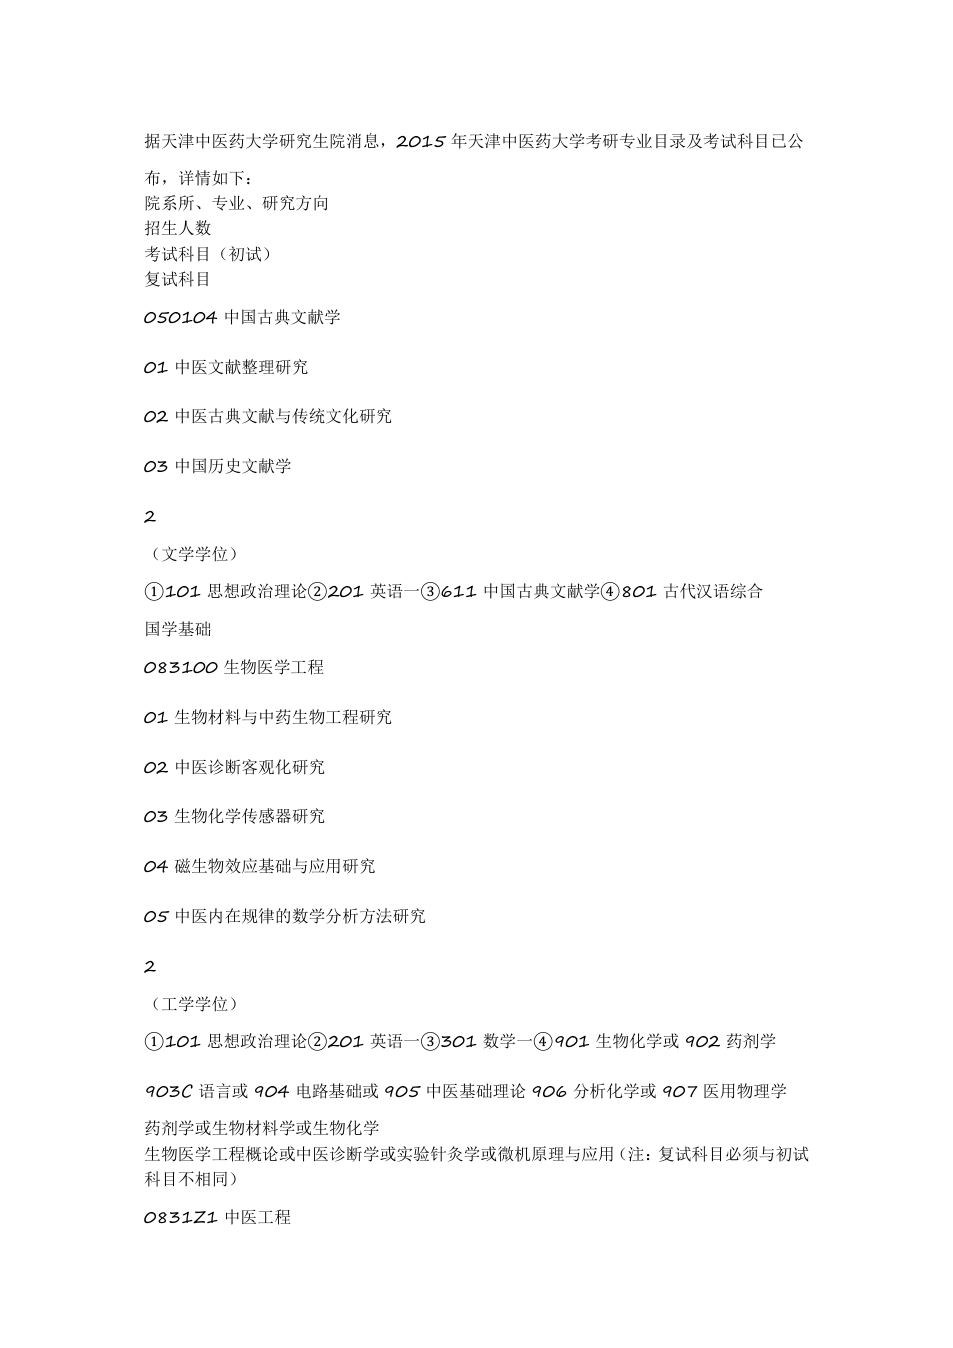 据天津中医药大学研究生院消息，2015 年天津中医药大学考研专业目录及考试科目已公
布，详情如下：
院系所、专业、研究方向
招生人数
考试科目（初试）
复试科目
050104 中国古典文献学
01 中医文献整理研究
02 中医古典文献与传统文化研究
03 中国历史文献学
2
（文学学位）
①101 思想政治理论②201 英语一③611 中国古典文献学④801 古代汉语综合
国学基础
083100 生物医学工程
01 生物材料与中药生物工程研究
02 中医诊断客观化研究
03 生物化学传感器研究
04 磁生物效应基础与应用研究
05 中医内在规律的数学分析方法研究
2
（工学学位）
①101 思想政治理论②201 英语一③301 数学一④901 生物化学或 902 药剂学
903C 语言或 904 电路基础或 905 中医基础理论 906 分析化学或 907 医用物理学
药剂学或生物材料学或生物化学
生物医学工程概论或中医诊断学或实验针灸学或微机原理与应用（注：复试科目必须与初试
科目不相同）
0831Z1 中医工程